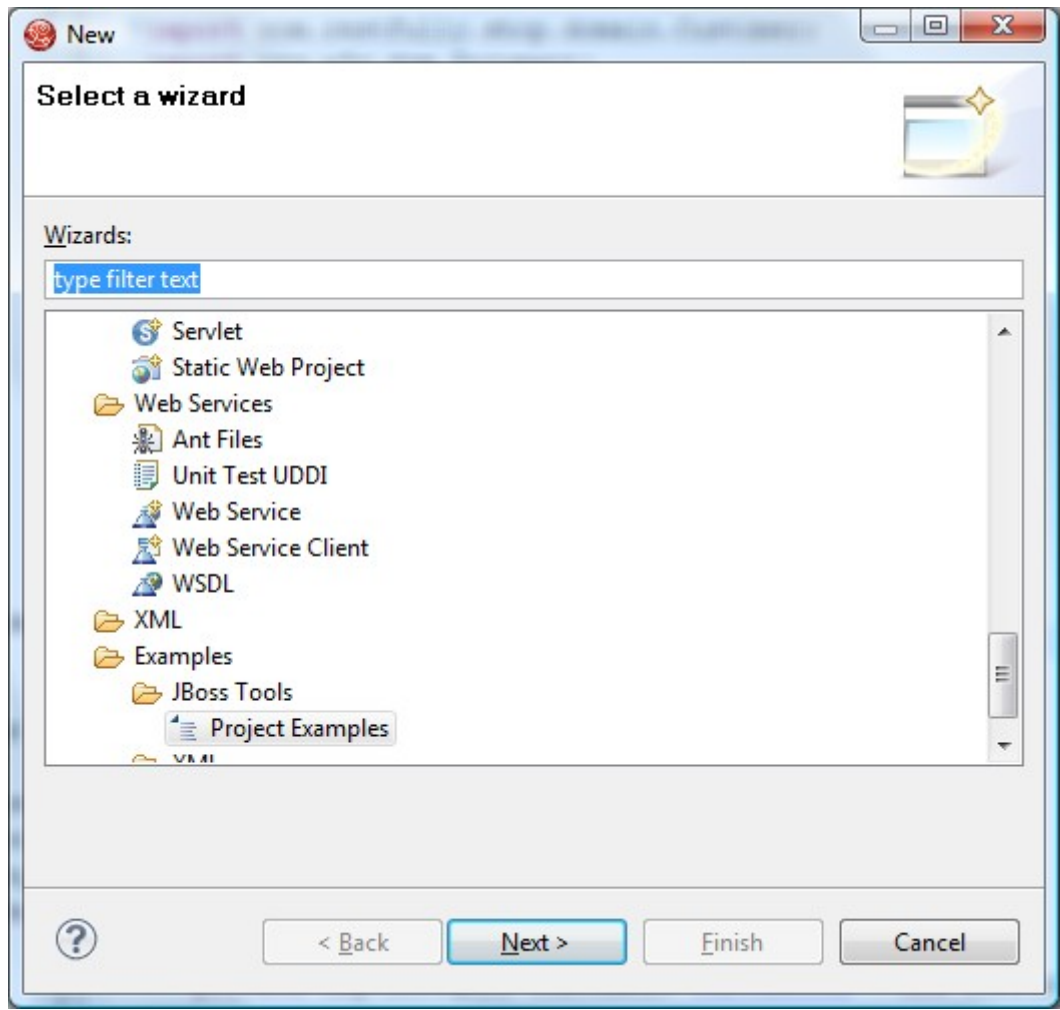 New
Select a wizard
Wizards:
type filter text
Servlet
Static Web Project
Web Services
Ant Files
Unit Test UDDI
Web Service
Web Service Client
WSDL
XML
Examples
JBoss Tools
Project Examples
XML
< Back Next > Finish Cancel